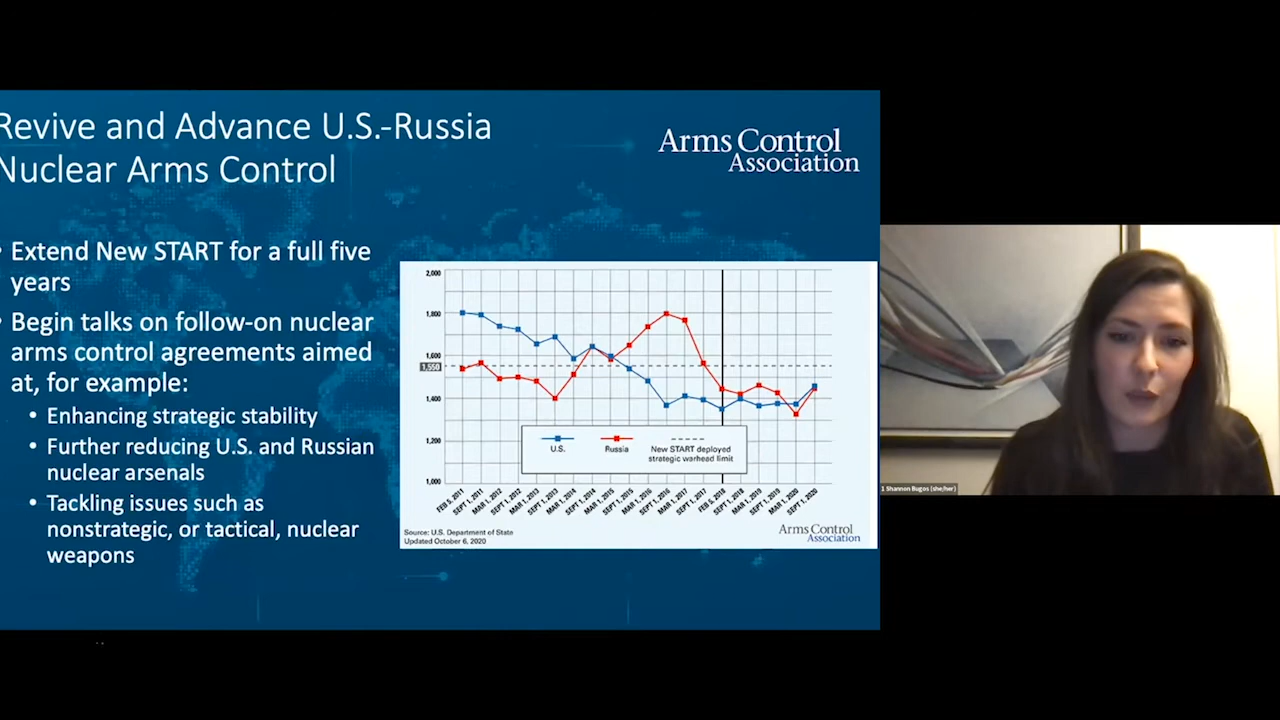 Revive and Advance U.S.-Russia
Nuclear Arms Control
Arms Control
Association
• Extend New START for a full five
years
• Begin talks on follow-on nuclear
arms control agreements aimed
at, for example:
• Enhancing strategic stability
• Further reducing U.S. and Russian
nuclear arsenals
• Tackling issues such as
nonstrategic, or tactical, nuclear
weapons
2,000
1,800
1,600
1,550
1,400
1,200
1,000
U.S.
Russia
New START deployed
strategic warhead limit
FEB 5, 2011
SEPT 1, 2011
MAR 1, 2012
SEPT 1, 2012
MAR 1, 2013
SEPT 1, 2013
MAR 1, 2014
SEPT 1, 2014
MAR 1, 2015
SEPT 1, 2015
MAR 1, 2016
SEPT 1, 2016
MAR 1, 2017
SEPT 1, 2017
FEB 5, 2018
SEPT 1, 2018
MAR 1, 2019
SEPT 1, 2019
MAR 1, 2020
SEPT 1, 2020
Source: U.S. Department of State
Updated October 6, 2020
Arms Control
Association
1 Shannon Bugos (she/her)